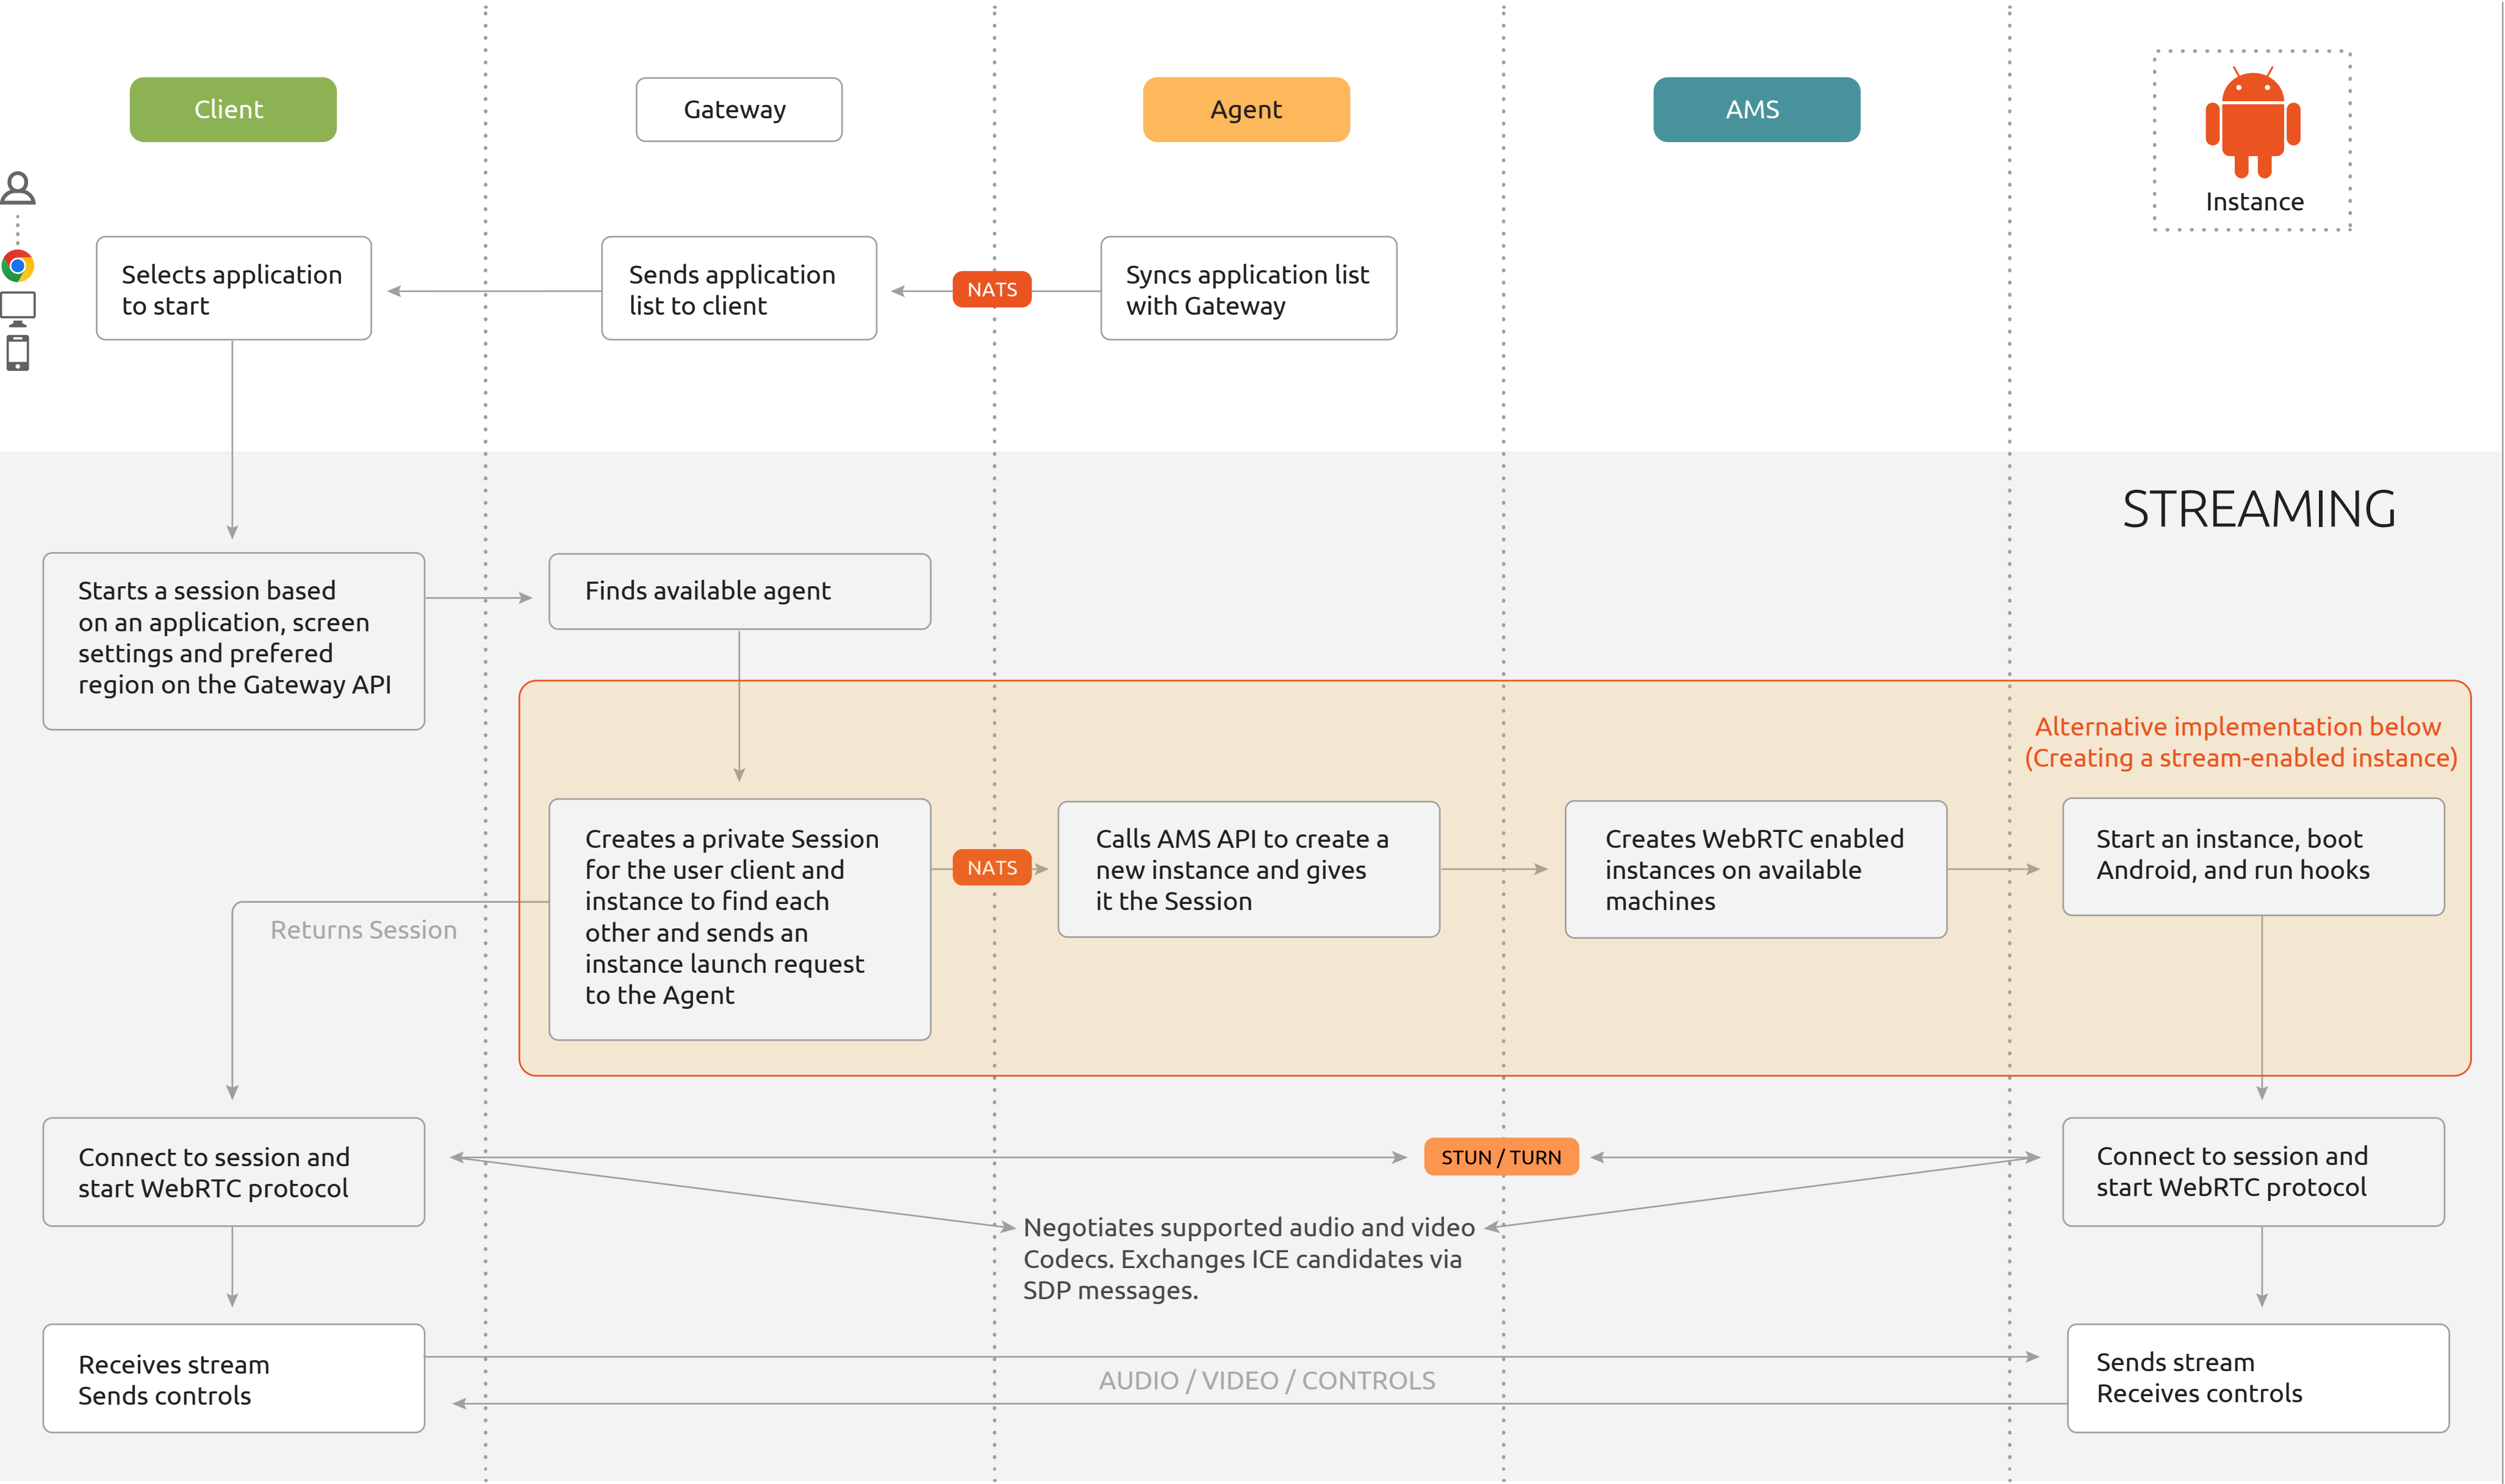 Client
Gateway
Agent
AMS
Instance
Selects application
to start
Sends application
list to client
NATS
Syncs application list
with Gateway
STREAMING
Starts a session based
on an application, screen
settings and prefered
region on the Gateway API
Finds available agent
Alternative implementation below
(Creating a stream-enabled instance)
Creates a private Session
for the user client and
instance to find each
other and sends an
instance launch request
to the Agent
NATS
Calls AMS API to create a
new instance and gives
it the Session
Creates WebRTC enabled
instances on available
machines
Start an instance, boot
Android, and run hooks
Returns Session
Connect to session and
start WebRTC protocol
STUN / TURN
Connect to session and
start WebRTC protocol
Negotiates supported audio and video
Codecs. Exchanges ICE candidates via
SDP messages.
Receives stream
Sends controls
AUDIO / VIDEO / CONTROLS
Sends stream
Receives controls